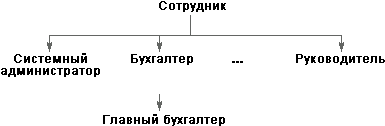 Сотрудник
Системный администратор
Бухгалтер
...
Руководитель
Главный бухгалтер